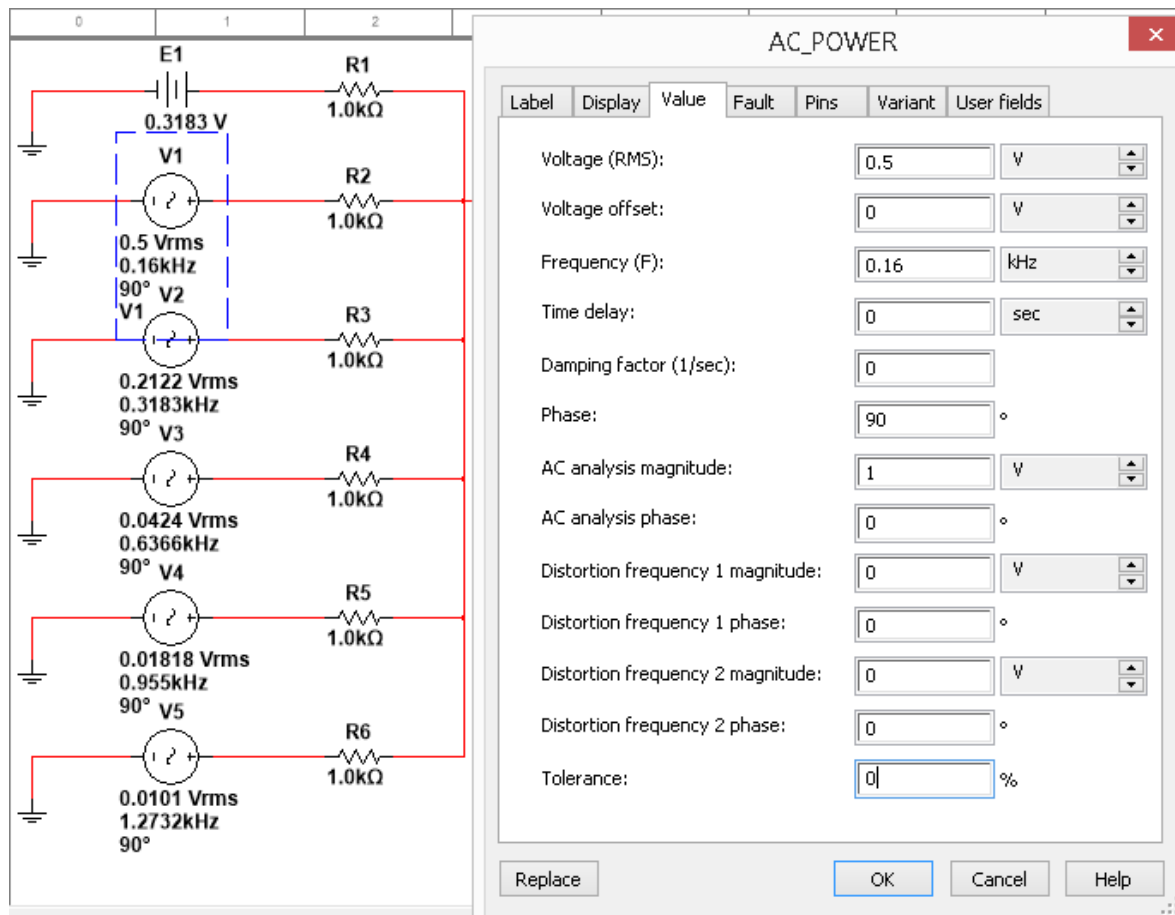 0 1 2
E1
0.3183 V
R1
1.0kΩ
V1
0.5 Vrms
0.16kHz
90°
V1
R2
1.0kΩ
V2
0.2122 Vrms
0.3183kHz
90°
R3
1.0kΩ
V3
0.0424 Vrms
0.6366kHz
90°
R4
1.0kΩ
V4
0.01818 Vrms
0.955kHz
90°
R5
1.0kΩ
V5
0.0101 Vrms
1.2732kHz
90°
R6
1.0kΩ
AC_POWER
Label Display Value Fault Pins Variant User fields
Voltage (RMS): 0.5 V
Voltage offset: 0 V
Frequency (F): 0.16 kHz
Time delay: 0 sec
Damping factor (1/sec): 0
Phase: 90 °
AC analysis magnitude: 1 V
AC analysis phase: 0 °
Distortion frequency 1 magnitude: 0 V
Distortion frequency 1 phase: 0 °
Distortion frequency 2 magnitude: 0 V
Distortion frequency 2 phase: 0 °
Tolerance: 0 %
Replace OK Cancel Help